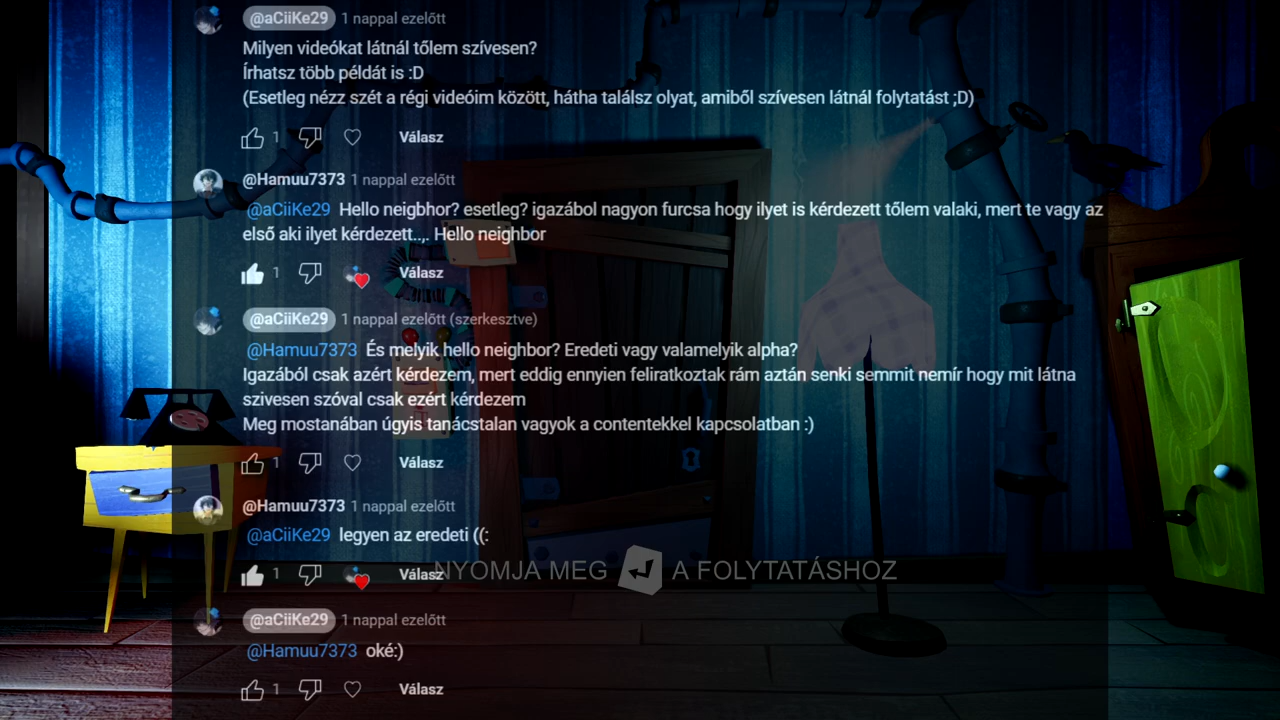 @aCiiKe29 1 nappal ezelőtt
Milyen videókat látnál tőlem szívesen?
Írhatsz több példát is :D
(Esetleg nézz szét a régi videóim között, hátha találsz olyat, amiből szívesen látnál folytatást ;D)
1 Válasz
@Hamuu7373 1 nappal ezelőtt
@aCiiKe29 Hello neigbhor? esetleg? igazából nagyon furcsa hogy ilyet is kérdezett tőlem valaki, mert te vagy az
első aki ilyet kérdezett..,. Hello neighbor
1 Válasz
@aCiiKe29 1 nappal ezelőtt (szerkesztve)
@Hamuu7373 És melyik hello neighbor? Eredeti vagy valamelyik alpha?
Igazából csak azért kérdezem, mert eddig ennyien feliratkoztak rám aztán senki semmit nemír hogy mit látna
szivesen szóval csak ezért kérdezem
Meg mostanában úgyis tanácstalan vagyok a contentekkel kapcsolatban :)
1 Válasz
@Hamuu7373 1 nappal ezelőtt
@aCiiKe29 legyen az eredeti ((:
1 Válasz
NYOMJA MEG A FOLYTATÁSHOZ
@aCiiKe29 1 nappal ezelőtt
@Hamuu7373 oké:)
1 Válasz